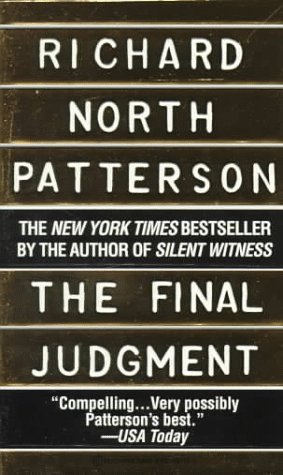 RICHARD
NORTH
PATTERSON
THE NEW YORK TIMES BESTSELLER
BY THE AUTHOR OF SILENT WITNESS
THE FINAL
JUDGMENT
"Compelling...Very possibly
Patterson's best."
—USA Today